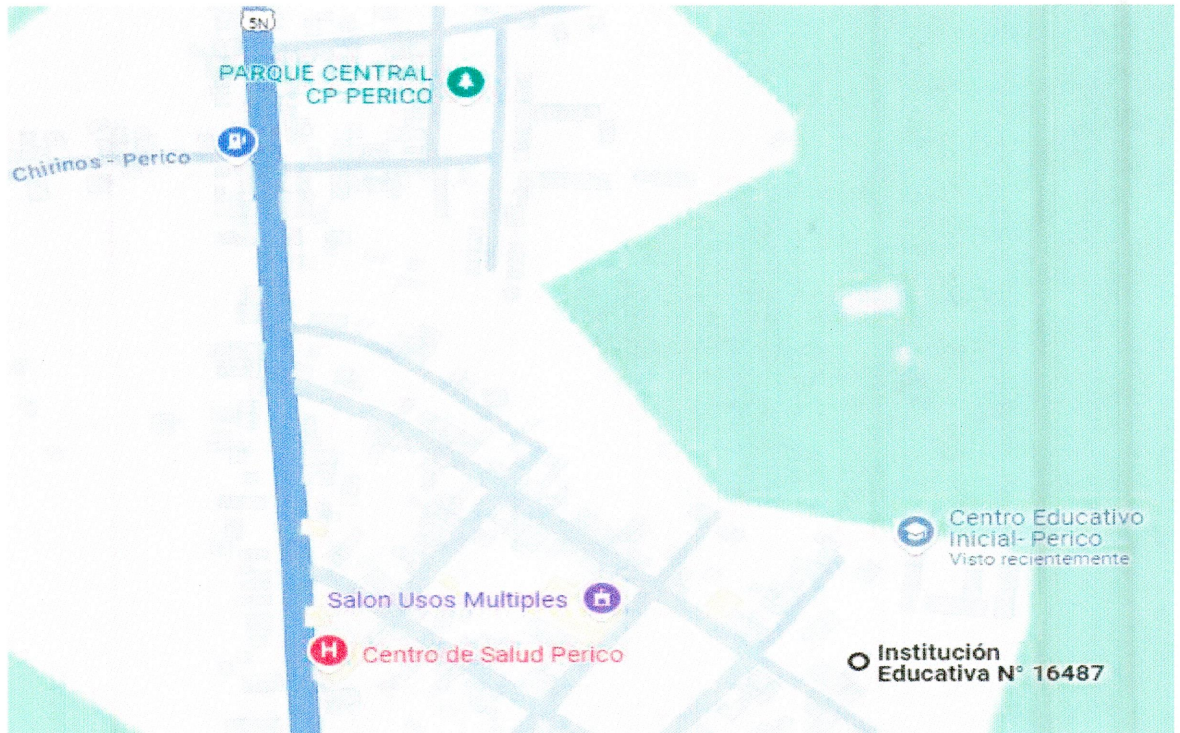 5N
PARQUE CENTRAL
CP PERICO
Chirinos - Perico
Centro Educativo
Inicial- Perico
Visto recientemente
Salon Usos Multiples
Centro de Salud Perico
Institución
Educativa N° 16487